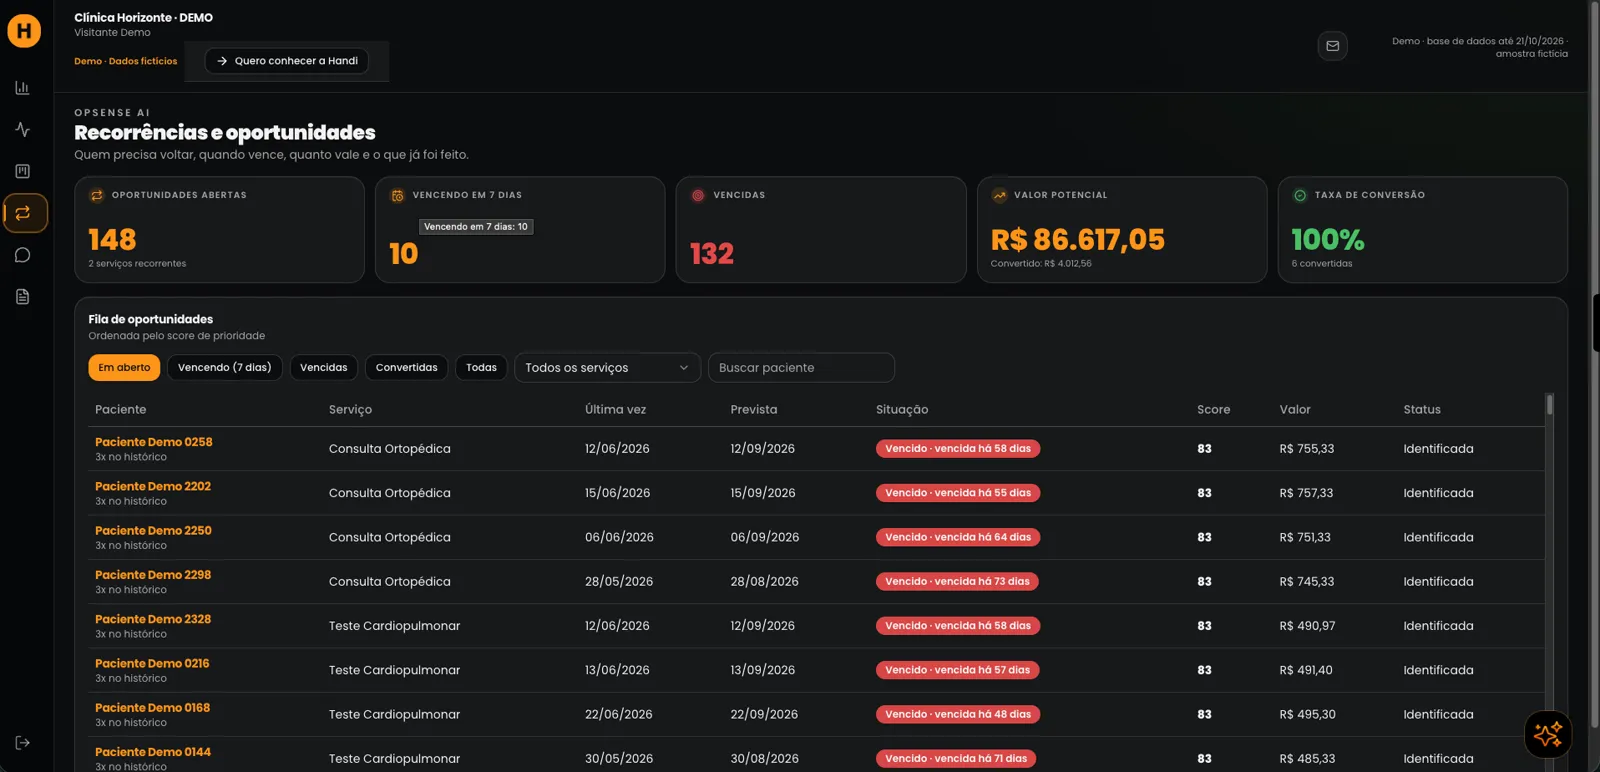 H
Clínica Horizonte · DEMO
Visitante Demo
Demo · Dados fictícios
→ Quero conhecer a Handi
Demo · base de dados até 21/10/2026 ·
amostra fictícia
OPSENSE AI
Recorrências e oportunidades
Quem precisa voltar, quando vence, quanto vale e o que já foi feito.
OPORTUNIDADES ABERTAS
148
2 serviços recorrentes
VENCENDO EM 7 DIAS
Vencendo em 7 dias: 10
10
VENCIDAS
132
VALOR POTENCIAL
R$ 86.617,05
Convertido: R$ 4.012,56
TAXA DE CONVERSÃO
100%
6 convertidas
Fila de oportunidades
Ordenada pelo score de prioridade
Em aberto Vencendo (7 dias) Vencidas Convertidas Todas Todos os serviços Buscar paciente
Paciente Serviço Última vez Prevista Situação Score Valor Status
Paciente Demo 0258 Consulta Ortopédica 12/06/2026 12/09/2026 Vencido · vencida há 58 dias 83 R$ 755,33 Identificada
3x no histórico
Paciente Demo 2202 Consulta Ortopédica 15/06/2026 15/09/2026 Vencido · vencida há 55 dias 83 R$ 757,33 Identificada
3x no histórico
Paciente Demo 2250 Consulta Ortopédica 06/06/2026 06/09/2026 Vencido · vencida há 64 dias 83 R$ 751,33 Identificada
3x no histórico
Paciente Demo 2298 Consulta Ortopédica 28/05/2026 28/08/2026 Vencido · vencida há 73 dias 83 R$ 745,33 Identificada
3x no histórico
Paciente Demo 2328 Teste Cardiopulmonar 12/06/2026 12/09/2026 Vencido · vencida há 58 dias 83 R$ 490,97 Identificada
3x no histórico
Paciente Demo 0216 Teste Cardiopulmonar 13/06/2026 13/09/2026 Vencido · vencida há 57 dias 83 R$ 491,40 Identificada
3x no histórico
Paciente Demo 0168 Teste Cardiopulmonar 22/06/2026 22/09/2026 Vencido · vencida há 48 dias 83 R$ 495,30 Identificada
3x no histórico
Paciente Demo 0144 Teste Cardiopulmonar 30/05/2026 30/08/2026 Vencido · vencida há 71 dias 83 R$ 485,33 Identificada
3x no histórico